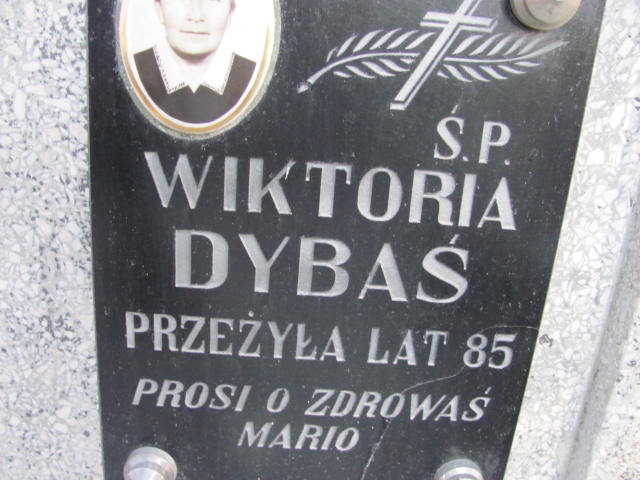 Ś.P.
WIKTORIA
DYBAŚ
PRZEŻYŁA LAT 85
PROSI O ZDROWAŚ
MARIO